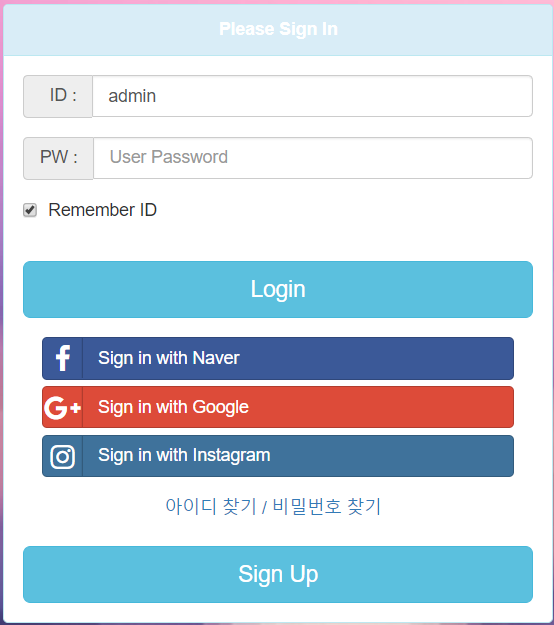 Please Sign In
ID : admin
PW : User Password
Remember ID
Login
Sign in with Naver
Sign in with Google
Sign in with Instagram
아이디 찾기 / 비밀번호 찾기
Sign Up